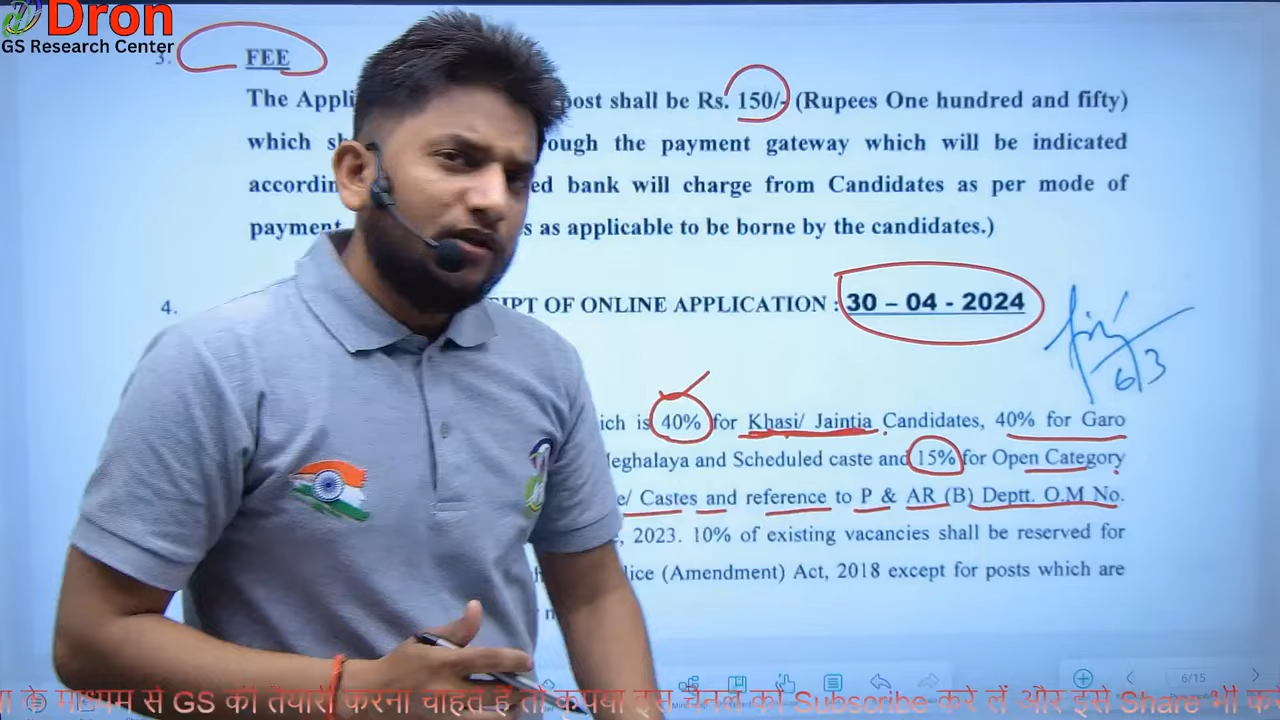 Dron
GS Research Center
3. FEE
The Appli post shall be Rs. 150/- (Rupees One hundred and fifty)
which s ough the payment gateway which will be indicated
accordin ed bank will charge from Candidates as per mode of
payment s as applicable to be borne by the candidates.)
4. IPT OF ONLINE APPLICATION : 30 – 04 - 2024
6/3
ich is 40% for Khasi/ Jaintia Candidates, 40% for Garo
leghalaya and Scheduled caste and 15% for Open Category
e/ Castes and reference to P & AR (B) Deptt. O.M No.
, 2023. 10% of existing vacancies shall be reserved for
lice (Amendment) Act, 2018 except for posts which are
6/15
के माध्यम से GS की तैयारी करना चाहते है तो कृपया इस चैनल को Subscribe करे लें और इसे Share भी